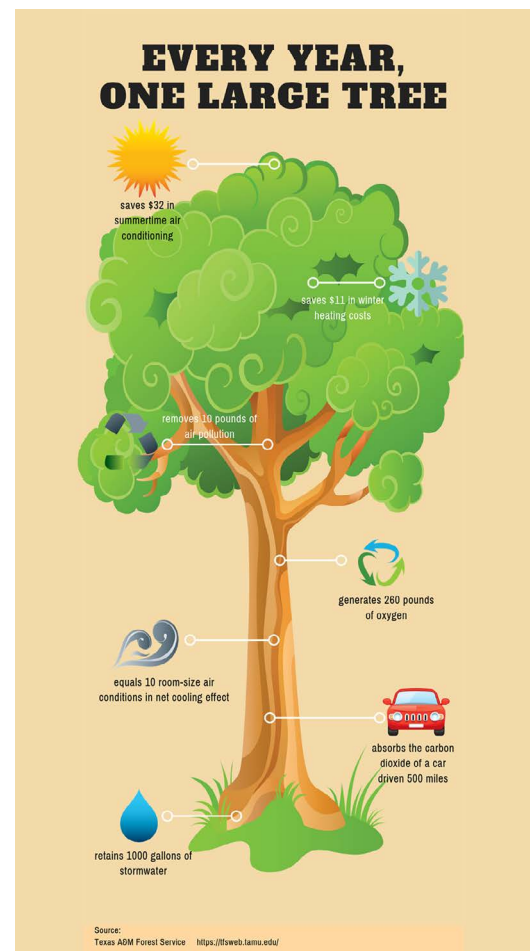 EVERY YEAR,
ONE LARGE TREE
saves $32 in
summertime air
conditioning
saves $11 in winter
heating costs
removes 10 pounds of
air pollution
generates 260 pounds
of oxygen
equals 10 room-size air
conditions in net cooling effect
absorbs the carbon
dioxide of a car
driven 500 miles
retains 1000 gallons of
stormwater
Source:
Texas A&M Forest Service https://tfsweb.tamu.edu/